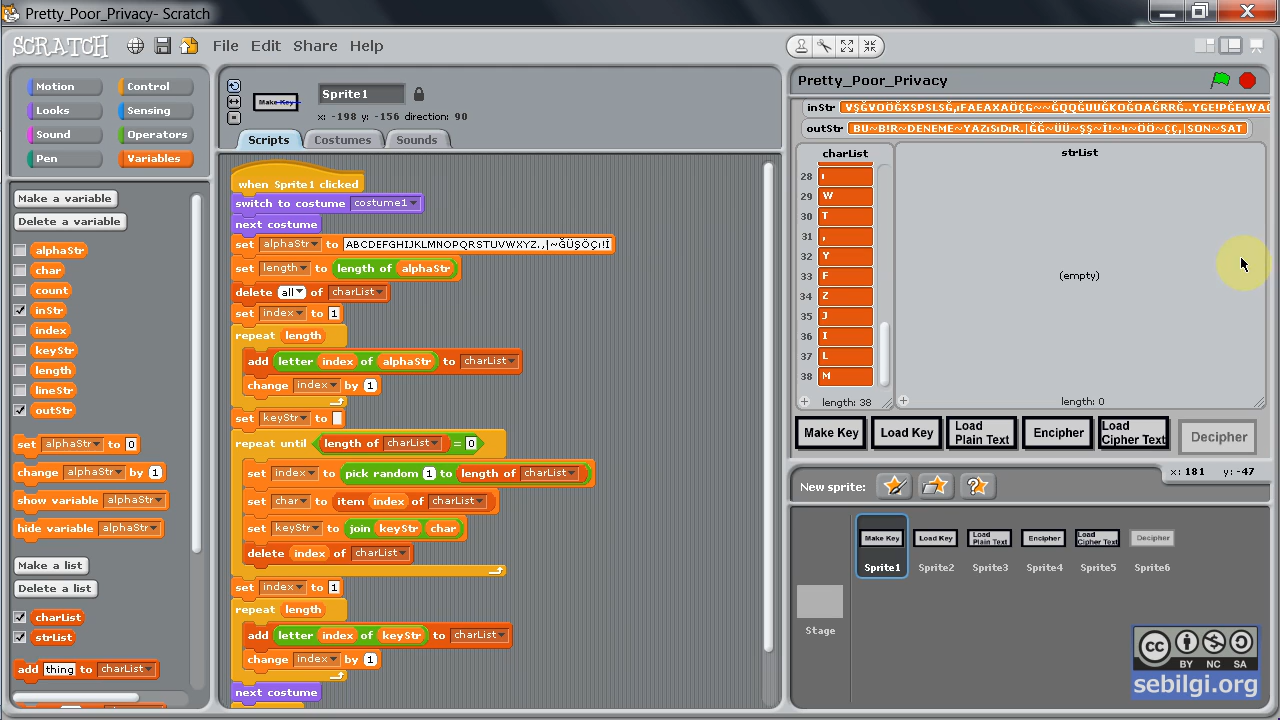 Pretty_Poor_Privacy- Scratch
SCRATCH File Edit Share Help
Motion Control
Looks Sensing
Sound Operators
Pen Variables
Make a variable
Delete a variable
alphaStr
char
count
inStr
index
keyStr
length
lineStr
outStr
set alphaStr to 0
change alphaStr by 1
show variable alphaStr
hide variable alphaStr
Make a list
Delete a list
charList
strList
add thing to charList
Make Key
Sprite1
x: -198 y: -156 direction: 90
Scripts Costumes Sounds
when Sprite1 clicked
switch to costume costume1
next costume
set alphaStr to ABCDEFGHIJKLMNOPQRSTUVWXYZ.,|~ĞÜŞÖÇı!İ
set length to length of alphaStr
delete all of charList
set index to 1
repeat length
add letter index of alphaStr to charList
change index by 1
set keyStr to
repeat until length of charList = 0
set index to pick random 1 to length of charList
set char to item index of charList
set keyStr to join keyStr char
delete index of charList
set index to 1
repeat length
add letter index of keyStr to charList
change index by 1
next costume
Pretty_Poor_Privacy
inStr
outStr BU~B!R~DENEME~YAZıSıDıR.|ĞĞ~ÜÜ~ŞŞ~İ!~!ı~ÖÖ~ÇÇ,|SON~SAT
charList
28 ı
29 W
30 T
31 ,
32 Y
33 F
34 Z
35 J
36 I
37 L
38 M
+ length: 38
strList
(empty)
+ length: 0
Make Key
Load Key
Load Plain Text
Encipher
Load Cipher Text
Decipher
x: 181 y: -47
New sprite:
Make Key
Sprite1
Load Key
Sprite2
Load Plain Text
Sprite3
Encipher
Sprite4
Load Cipher Text
Sprite5
Decipher
Sprite6
Stage
cc BY NC SA
sebilgi.org